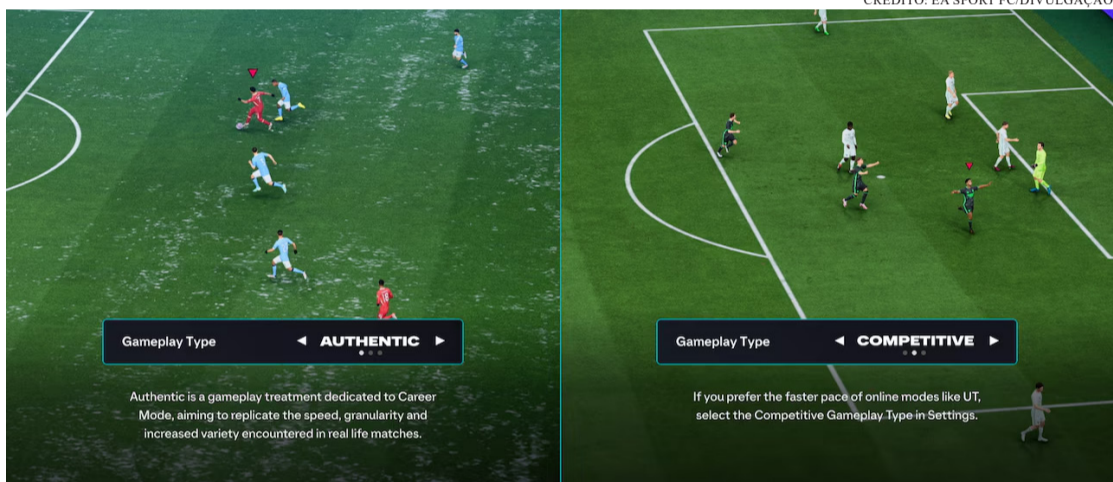 CRÉDITO: EA SPORT FC/DIVULGAÇÃO
Gameplay Type
AUTHENTIC
Authentic is a gameplay treatment dedicated to Career
Mode, aiming to replicate the speed, granularity and
increased variety encountered in real life matches.
Gameplay Type
COMPETITIVE
If you prefer the faster pace of online modes like UT,
select the Competitive Gameplay Type in Settings.